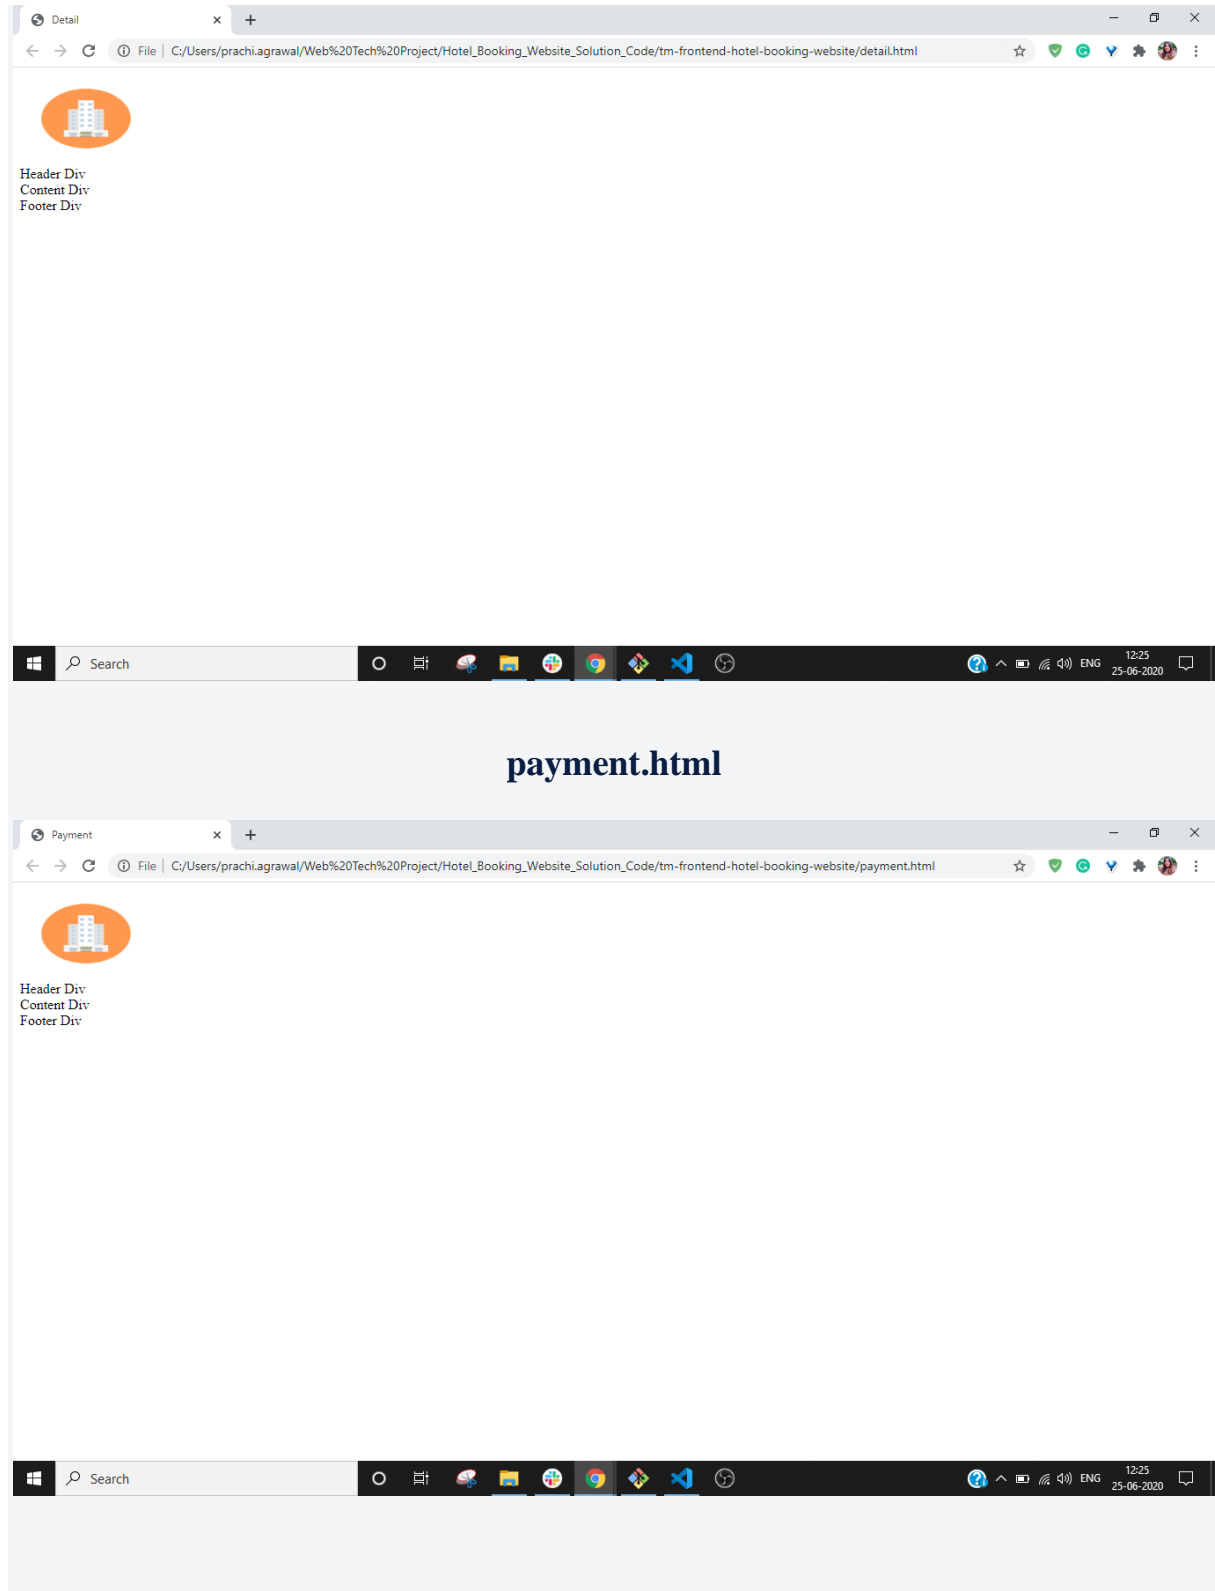 Detail
File C:/Users/prachi.agrawal/Web%20Tech%20Project/Hotel_Booking_Website_Solution_Code/tm-frontend-hotel-booking-website/detail.html
Header Div
Content Div
Footer Div
Search
ENG
12:25
25-06-2020
payment.html
Payment
File C:/Users/prachi.agrawal/Web%20Tech%20Project/Hotel_Booking_Website_Solution_Code/tm-frontend-hotel-booking-website/payment.html
Header Div
Content Div
Footer Div
Search
ENG
12:25
25-06-2020